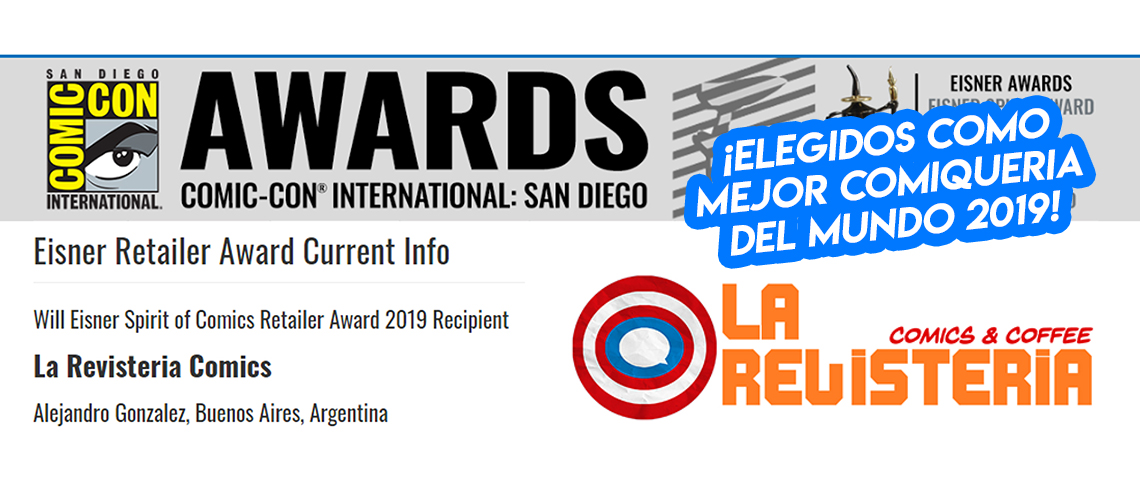 SAN DIEGO
COMIC
CON
INTERNATIONAL®
AWARDS
COMIC-CON® INTERNATIONAL: SAN DIEGO
EISNER AWARDS
¡ELEGIDOS COMO
MEJOR COMIQUERIA
DEL MUNDO 2019!
Eisner Retailer Award Current Info
Will Eisner Spirit of Comics Retailer Award 2019 Recipient
La Revisteria Comics
Alejandro Gonzalez, Buenos Aires, Argentina
LA
COMICS & COFFEE
REViSTERiA